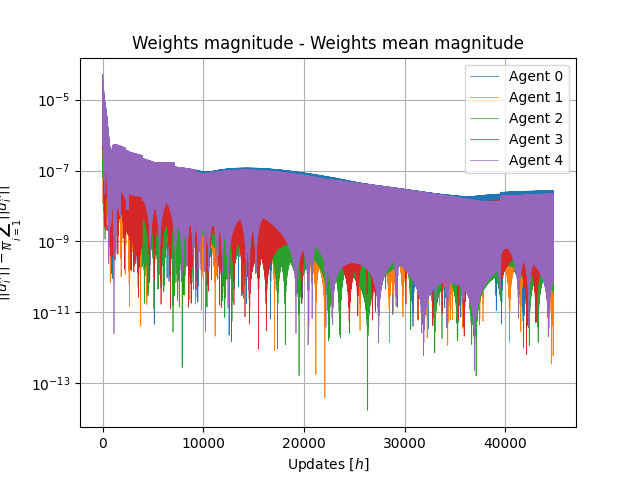 Weights magnitude - Weights mean magnitude
Agent 0
Agent 1
Agent 2
Agent 3
Agent 4
10⁻⁵
10⁻⁷
10⁻⁹
10⁻¹¹
10⁻¹³
0 10000 20000 30000 40000
Updates [h]